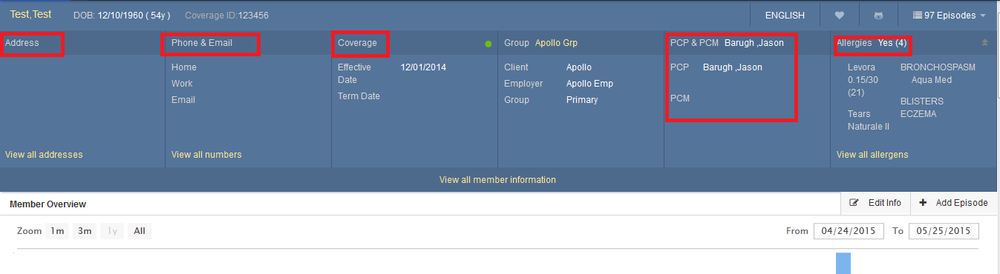 Test,Test DOB: 12/10/1960 ( 54y ) Coverage ID:123456 ENGLISH 97 Episodes
Address Phone & Email Coverage Group Apollo Grp PCP & PCM Barugh ,Jason Allergies Yes (4)
Home
Work
Email
Effective Date 12/01/2014
Term Date
Client Apollo
Employer Apollo Emp
Group Primary
PCP Barugh ,Jason
PCM
Levora
0.15/30
(21)
Tears
Naturale II
BRONCHOSPASM
Aqua Med
BLISTERS
ECZEMA
View all addresses View all numbers View all allergens
View all member information
Member Overview Edit Info Add Episode
Zoom 1m 3m 1y All From 04/24/2015 To 05/25/2015